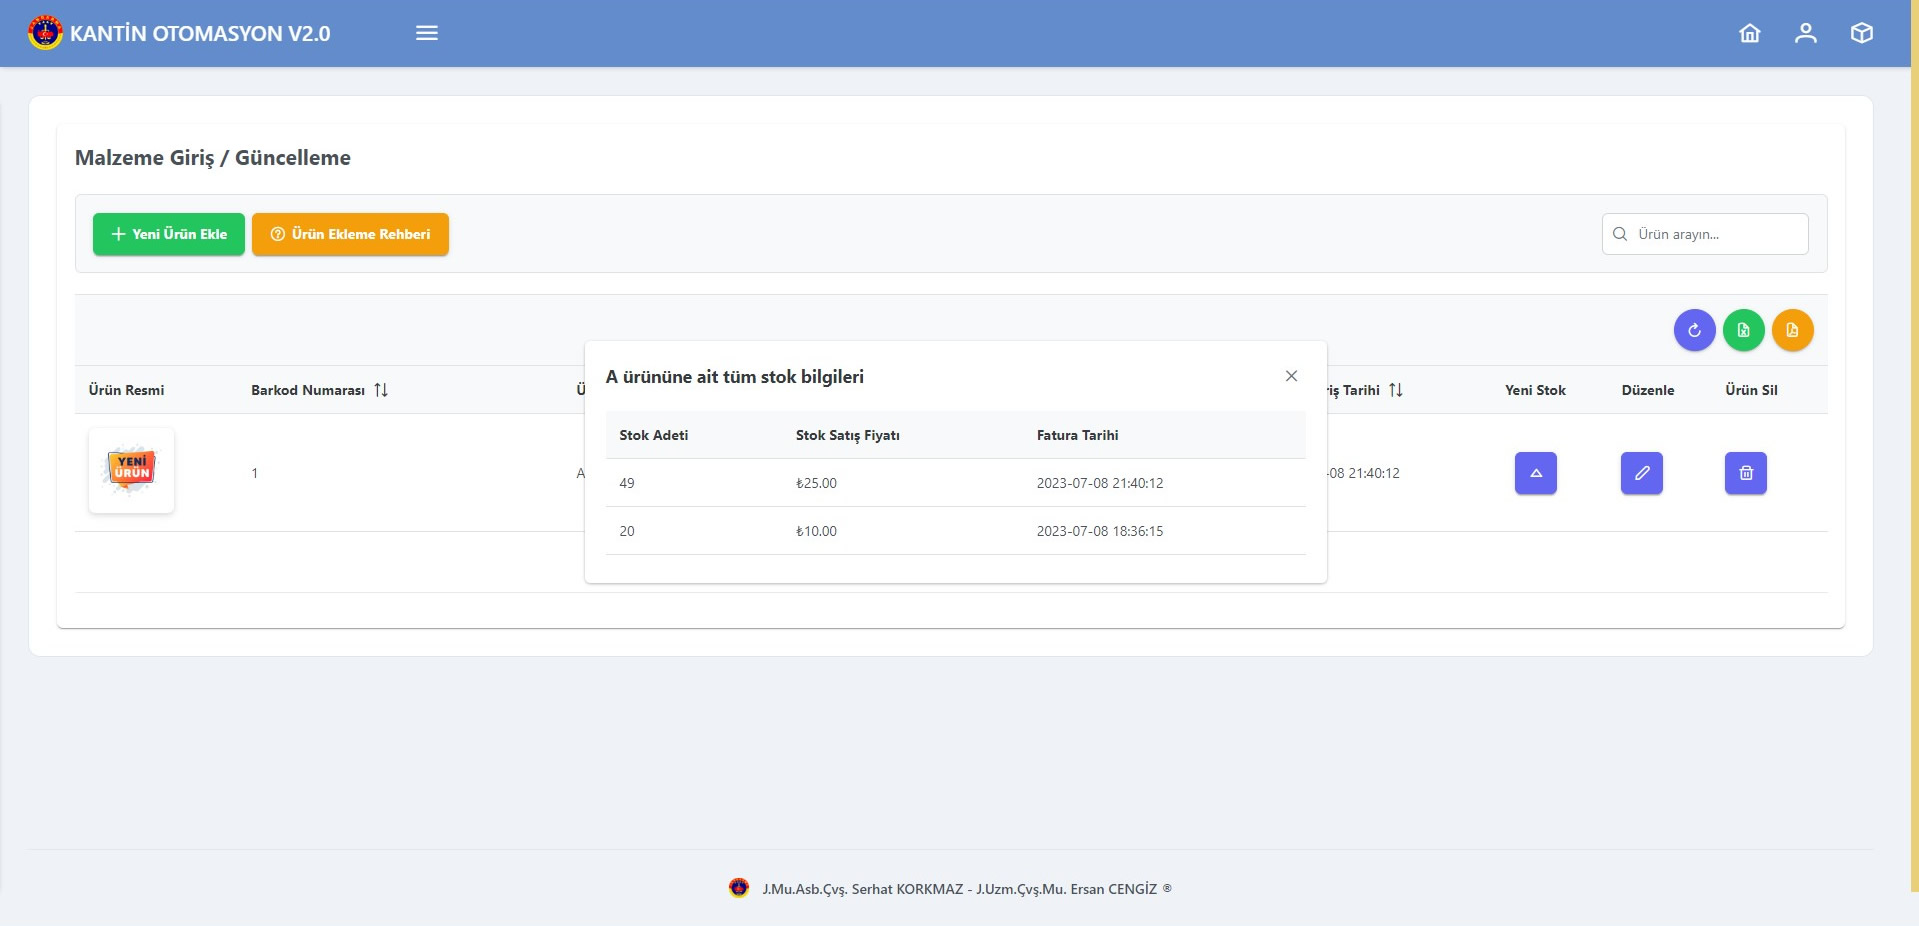 KANTİN OTOMASYON V2.0
Malzeme Giriş / Güncelleme
Yeni Ürün Ekle
Ürün Ekleme Rehberi
Ürün arayın...
Ürün Resmi
Barkod Numarası
Tarihi
Yeni Stok
Düzenle
Ürün Sil
YENİ
ÜRÜN
1
A
-08 21:40:12
A ürününe ait tüm stok bilgileri
Stok Adeti
Stok Satış Fiyatı
Fatura Tarihi
49
₺25.00
2023-07-08 21:40:12
20
₺10.00
2023-07-08 18:36:15
J.Mu.Asb.Çvş. Serhat KORKMAZ - J.Uzm.Çvş.Mu. Ersan CENGİZ ®